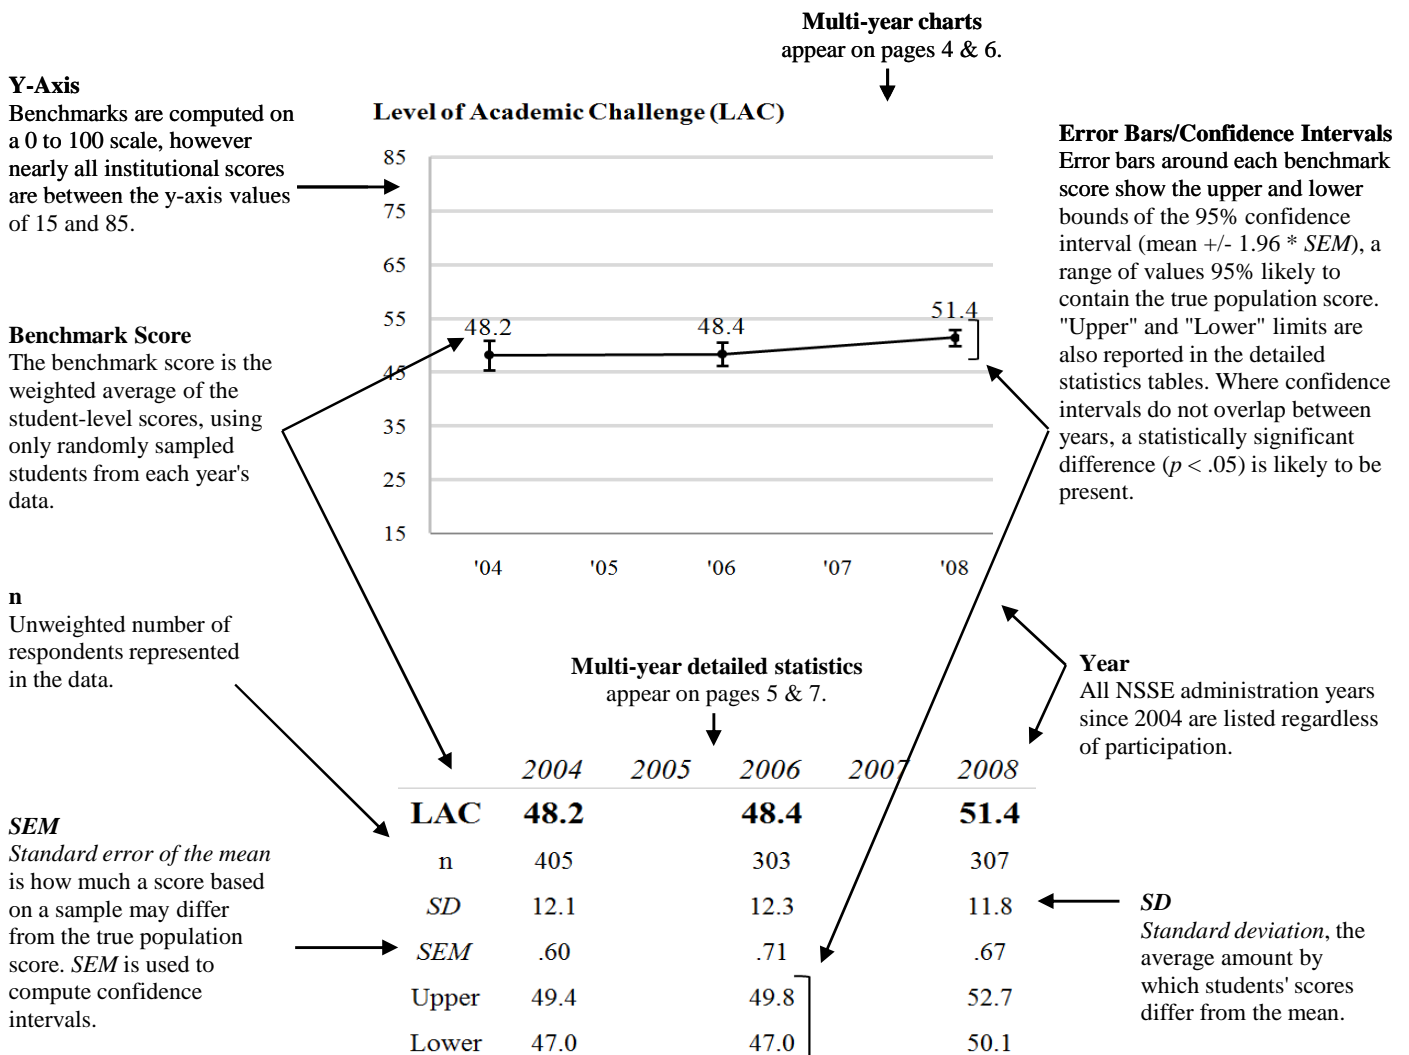 Multi-year charts
appear on pages 4 & 6.
Y-Axis
Benchmarks are computed on
a 0 to 100 scale, however
nearly all institutional scores
are between the y-axis values
of 15 and 85.
Benchmark Score
The benchmark score is the
weighted average of the
student-level scores, using
only randomly sampled
students from each year's
data.
n
Unweighted number of
respondents represented
in the data.
SEM
Standard error of the mean
is how much a score based
on a sample may differ
from the true population
score. SEM is used to
compute confidence
intervals.
Level of Academic Challenge (LAC)
85
75
65
55
45
35
25
15
48.2
48.4
51.4
'04 '05 '06 '07 '08
Error Bars/Confidence Intervals
Error bars around each benchmark
score show the upper and lower
bounds of the 95% confidence
interval (mean +/- 1.96 * SEM), a
range of values 95% likely to
contain the true population score.
"Upper" and "Lower" limits are
also reported in the detailed
statistics tables. Where confidence
intervals do not overlap between
years, a statistically significant
difference (p < .05) is likely to be
present.
Multi-year detailed statistics
appear on pages 5 & 7.
Year
All NSSE administration years
since 2004 are listed regardless
of participation.
2004 2005 2006 2007 2008
LAC 48.2 48.4 51.4
n 405 303 307
SD 12.1 12.3 11.8
SEM .60 .71 .67
Upper 49.4 49.8 52.7
Lower 47.0 47.0 50.1
SD
Standard deviation, the
average amount by
which students' scores
differ from the mean.